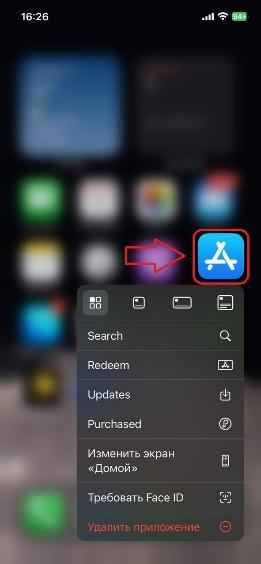 16:26
94+
Search
Redeem
Updates
Purchased
Изменить экран
«Домой»
Требовать Face ID
Удалить приложение